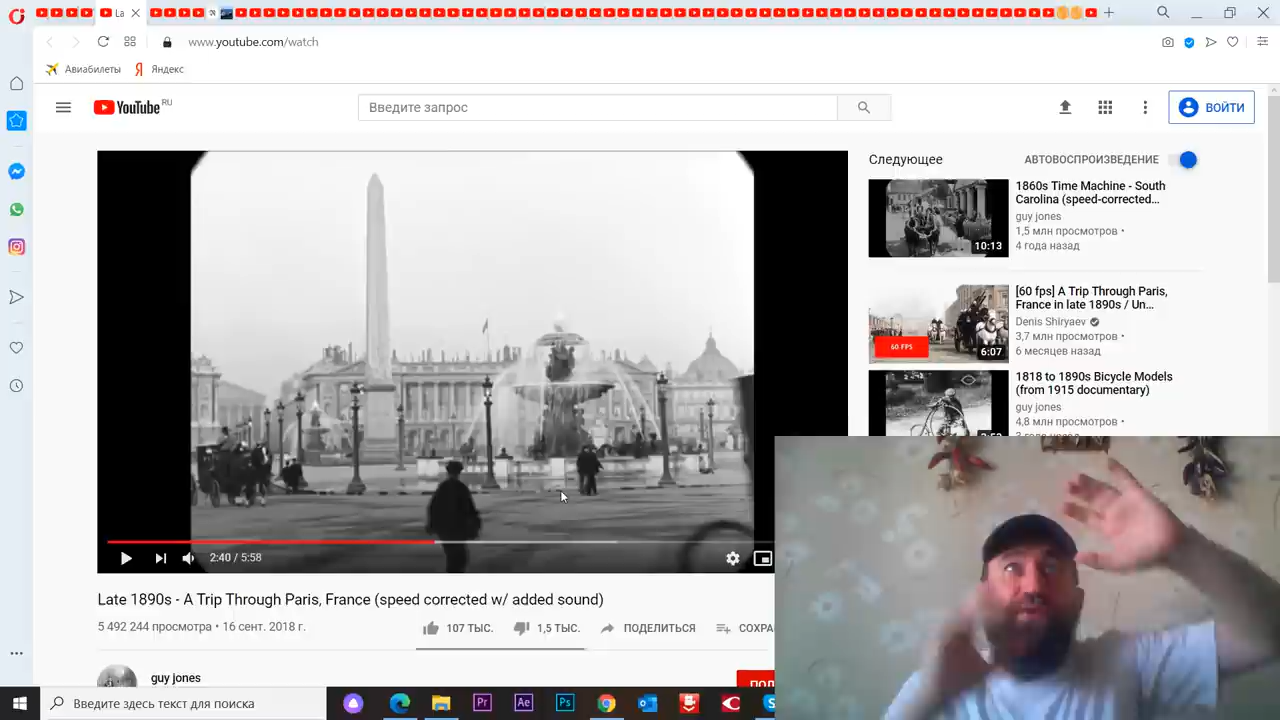 La
www.youtube.com/watch
Авиабилеты
Яндекс
YouTube RU
Введите запрос
ВОЙТИ
Следующее
АВТОВОСПРОИЗВЕДЕНИЕ
1860s Time Machine - South
Carolina (speed-corrected…
guy jones
1,5 млн просмотров •
4 года назад
10:13
[60 fps] A Trip Through Paris,
France in late 1890s / Un…
Denis Shiryaev
3,7 млн просмотров •
6 месяцев назад
60 FPS
6:07
1818 to 1890s Bicycle Models
(from 1915 documentary)
guy jones
4,8 млн просмотров •
2:40 / 5:58
Late 1890s - A Trip Through Paris, France (speed corrected w/ added sound)
5 492 244 просмотра • 16 сент. 2018 г.
107 ТЫС.
1,5 ТЫС.
ПОДЕЛИТЬСЯ
СОХРА
guy jones
Введите здесь текст для поиска
Pr
Ae
Ps